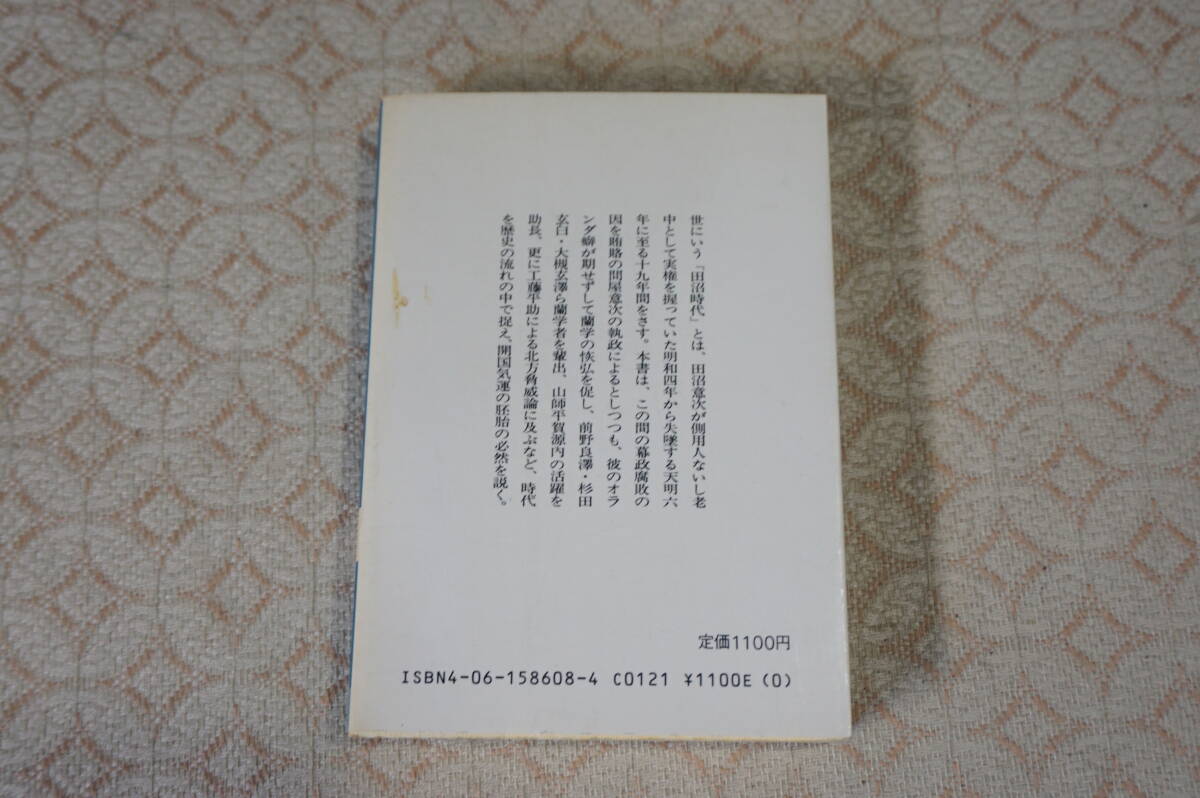 世にいう『田沼時代』とは、田沼意次が側用人ないし老
中として実権を握っていた明和四年から失墜する天明六
年に至る十九年間をさす。本書は、この間の幕政腐敗の
因を賄賂の問屋意次の執政によるとしつつも、彼のオラ
ンダ癖が期せずして蘭学の恢弘を促し、前野良澤・杉田
玄白・大槻玄澤ら蘭学者を輩出、山師平賀源内の活躍を
助長、更に工藤平助による北方脅威論に及ぶなど、時代
を歴史の流れの中で捉え、開国気運の胚胎の必然を説く。
定価1100円
ISBN4-06-158608-4 C0121 ¥1100E (0)